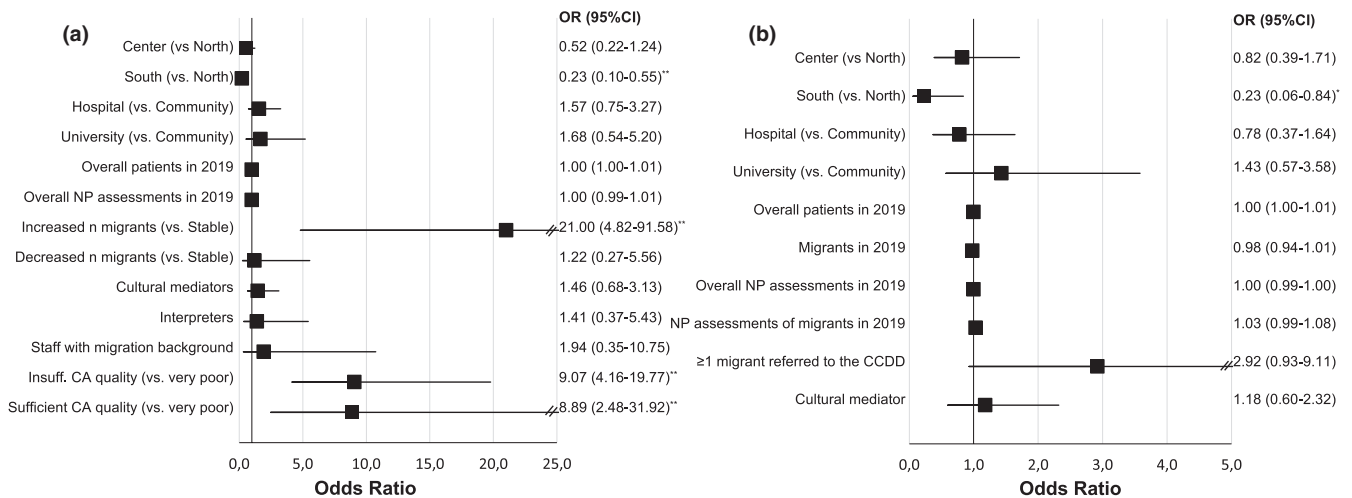 (a)
OR (95%CI)
Center (vs North) 0.52 (0.22-1.24)
South (vs. North) 0.23 (0.10-0.55)**
Hospital (vs. Community) 1.57 (0.75-3.27)
University (vs. Community) 1.68 (0.54-5.20)
Overall patients in 2019 1.00 (1.00-1.01)
Overall NP assessments in 2019 1.00 (0.99-1.01)
Increased n migrants (vs. Stable) 21.00 (4.82-91.58)**
Decreased n migrants (vs. Stable) 1.22 (0.27-5.56)
Cultural mediators 1.46 (0.68-3.13)
Interpreters 1.41 (0.37-5.43)
Staff with migration background 1.94 (0.35-10.75)
Insuff. CA quality (vs. very poor) 9.07 (4.16-19.77)**
Sufficient CA quality (vs. very poor) 8.89 (2.48-31.92)**
0,0 5,0 10,0 15,0 20,0 25,0
Odds Ratio
(b)
OR (95%CI)
Center (vs North) 0.82 (0.39-1.71)
South (vs. North) 0.23 (0.06-0.84)*
Hospital (vs. Community) 0.78 (0.37-1.64)
University (vs. Community) 1.43 (0.57-3.58)
Overall patients in 2019 1.00 (1.00-1.01)
Migrants in 2019 0.98 (0.94-1.01)
Overall NP assessments in 2019 1.00 (0.99-1.00)
NP assessments of migrants in 2019 1.03 (0.99-1.08)
≥1 migrant referred to the CCDD 2.92 (0.93-9.11)
Cultural mediator 1.18 (0.60-2.32)
0,0 1,0 2,0 3,0 4,0 5,0
Odds Ratio